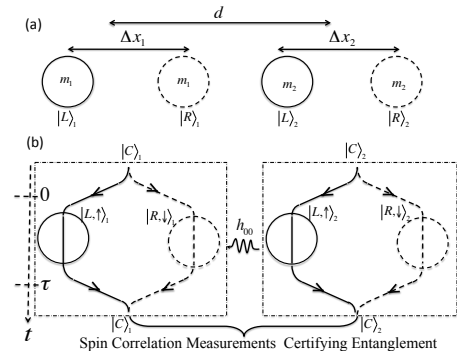 (a)
d
Δx₁ Δx₂
m₁ m₁ m₂ m₂
|L⟩₁ |R⟩₁ |L⟩₂ |R⟩₂
(b)
|C⟩₁ |C⟩₂
0
|L,↑⟩₁ |R,↓⟩₁ h₀₀ |L,↑⟩₂ |R,↓⟩₂
τ
t
|C⟩₁ |C⟩₂
Spin Correlation Measurements Certifying Entanglement